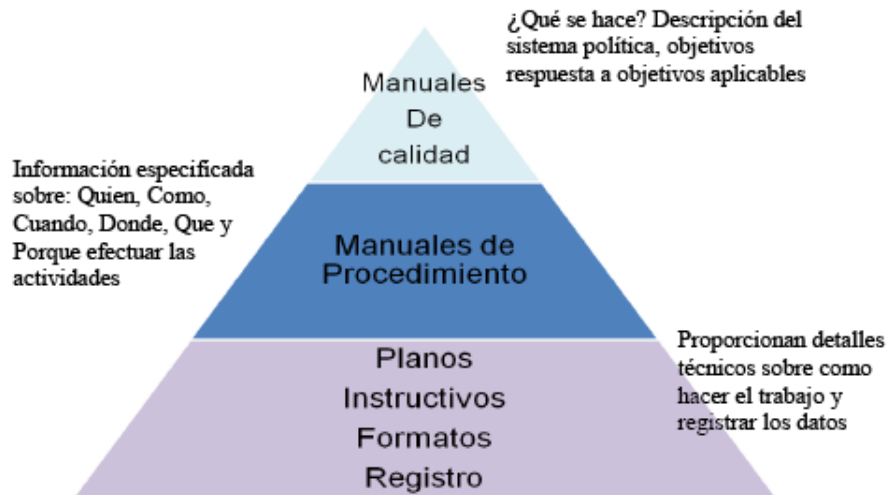 ¿Qué se hace? Descripción del
sistema política, objetivos
respuesta a objetivos aplicables
Manuales
De
calidad
Información especificada
sobre: Quien, Como,
Cuando, Donde, Que y
Porque efectuar las
actividades
Manuales de
Procedimiento
Proporcionan detalles
técnicos sobre como
hacer el trabajo y
registrar los datos
Planos
Instructivos
Formatos
Registro